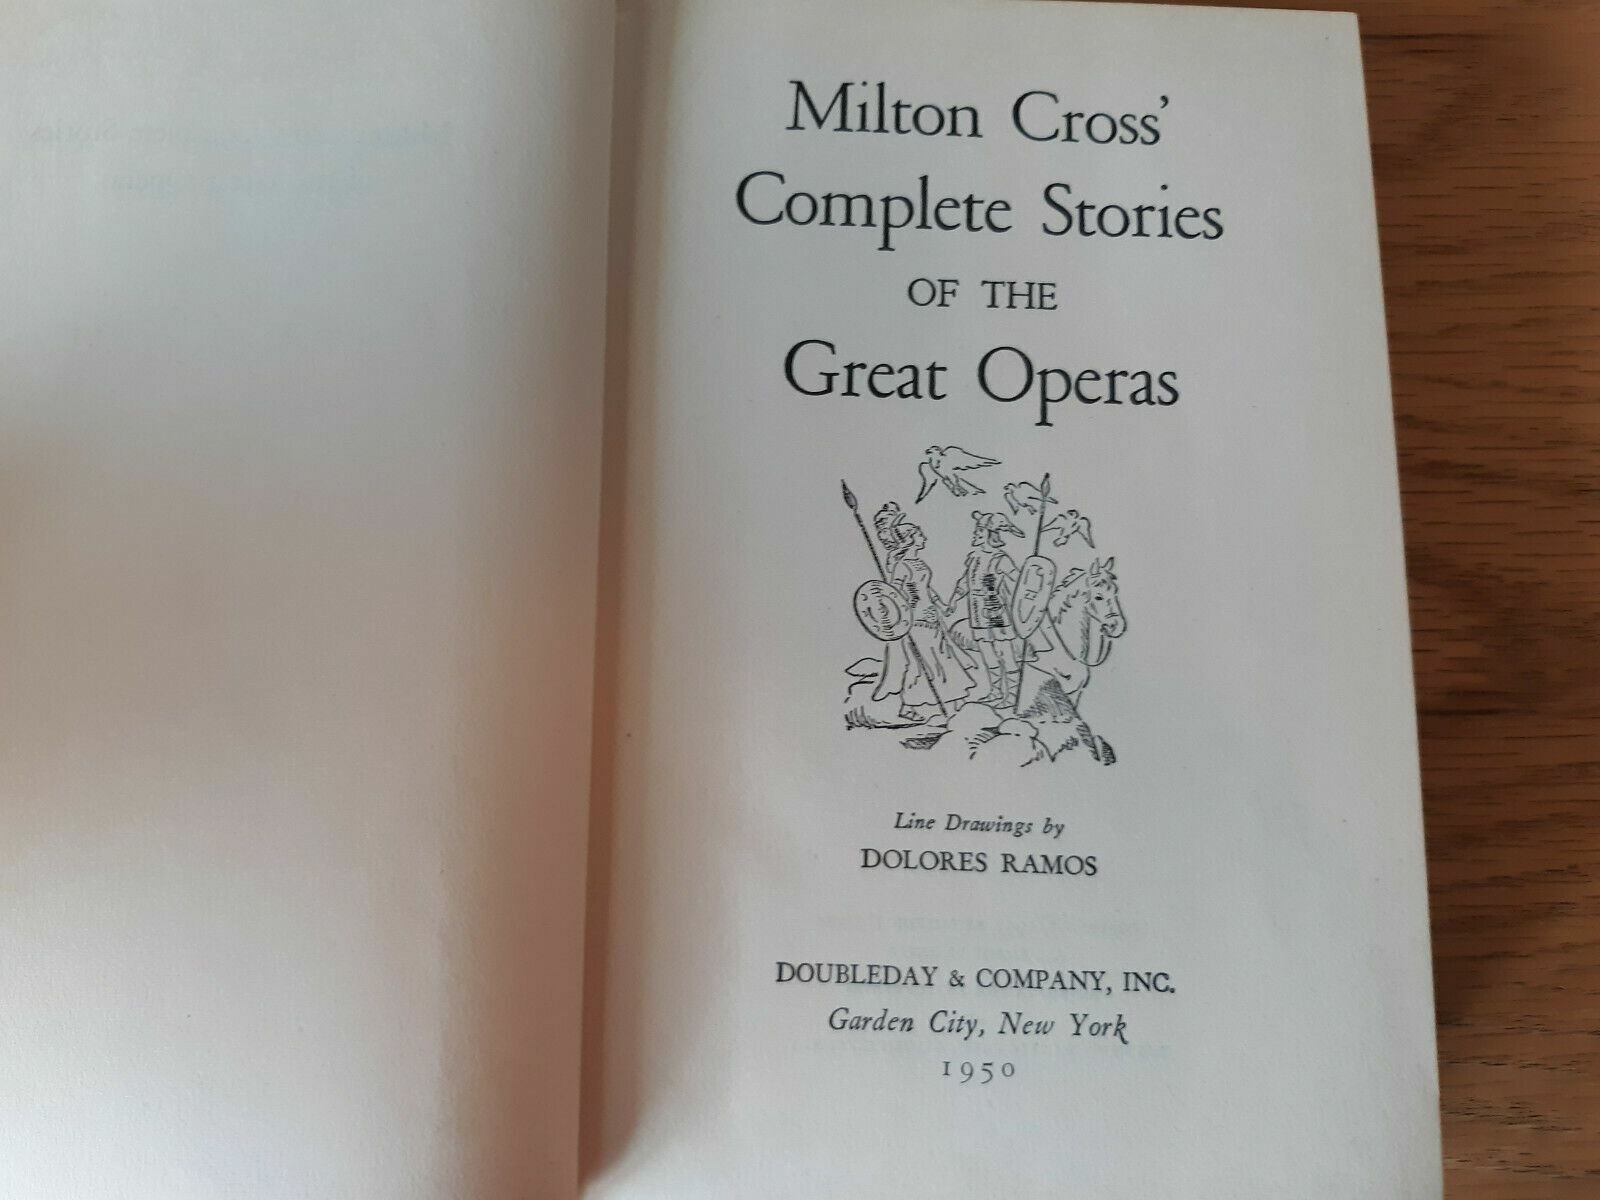 Milton Cross'
Complete Stories
OF THE
Great Operas
Line Drawings by
DOLORES RAMOS
DOUBLEDAY & COMPANY, INC.
Garden City, New York
1950